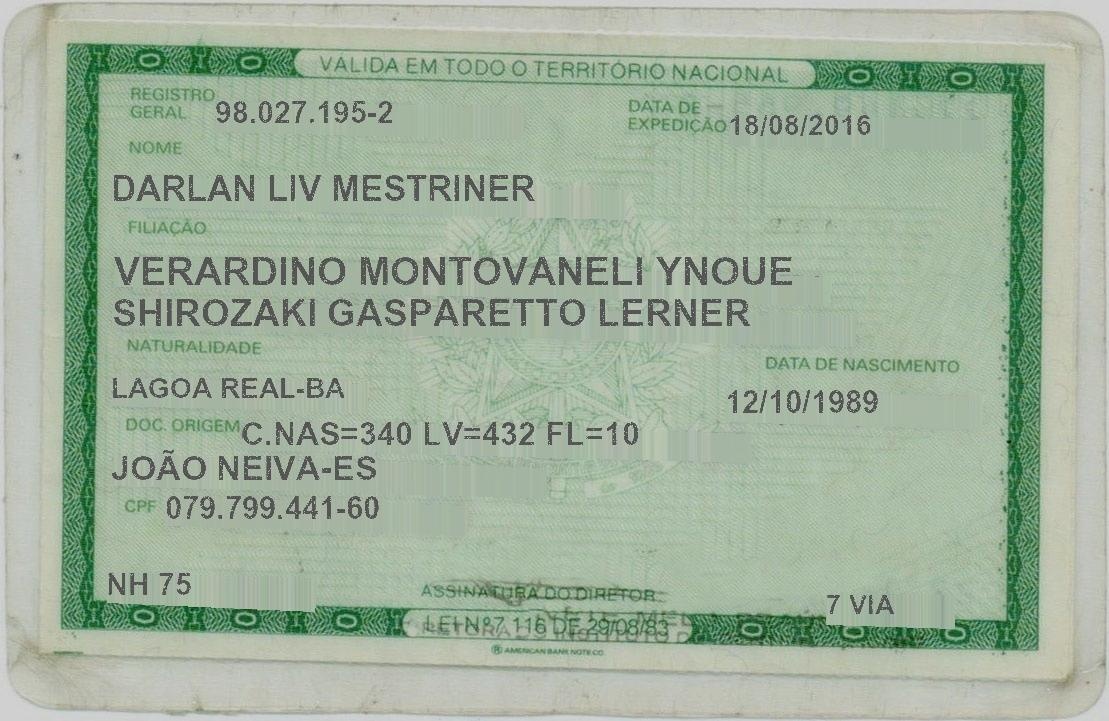 VÁLIDA EM TODO O TERRITÓRIO NACIONAL
REGISTRO GERAL 98.027.195-2 DATA DE EXPEDIÇÃO 18/08/2016
NOME
DARLAN LIV MESTRINER
FILIAÇÃO
VERARDINO MONTOVANELI YNOUE
SHIROZAKI GASPARETTO LERNER
NATURALIDADE DATA DE NASCIMENTO
LAGOA REAL-BA 12/10/1989
DOC. ORIGEM C.NAS=340 LV=432 FL=10
JOÃO NEIVA-ES
CPF 079.799.441-60
NH 75 ASSINATURA DO DIRETOR 7 VIA
LEI Nº 7.116 DE 29/08/83
AMERICAN BANK NOTE CO.